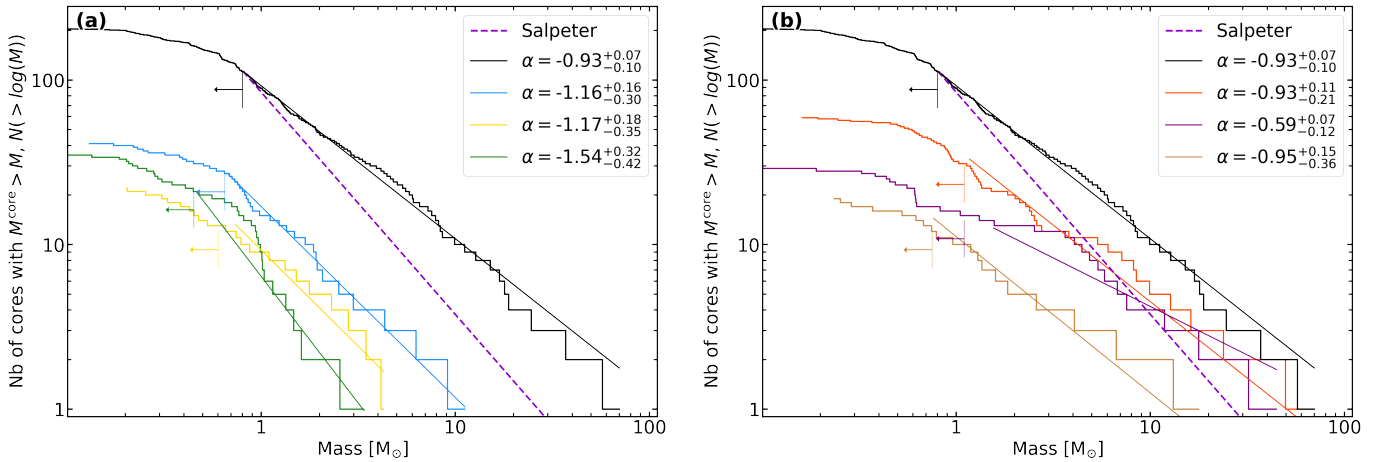 (a)
Nb of cores with M^core > M, N(> log(M))
100
10
1
Salpeter
α = -0.93 +0.07 −0.10
α = -1.16 +0.16 −0.30
α = -1.17 +0.18 −0.35
α = -1.54 +0.32 −0.42
1 10 100
Mass [M⊙]
(b)
Nb of cores with M^core > M, N(> log(M))
100
10
1
Salpeter
α = -0.93 +0.07 −0.10
α = -0.93 +0.11 −0.21
α = -0.59 +0.07 −0.12
α = -0.95 +0.15 −0.36
1 10 100
Mass [M⊙]